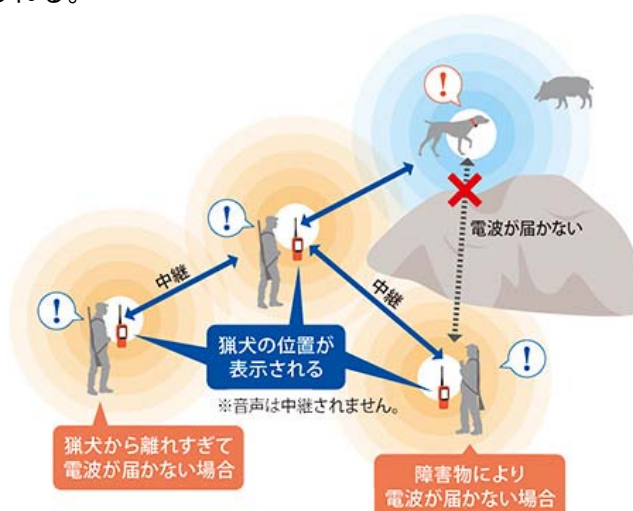 される。
!
電波が届かない
!
中継
中継
!
猟犬の位置が
表示される
!
※音声は中継されません。
猟犬から離れすぎて
電波が届かない場合
障害物により
電波が届かない場合